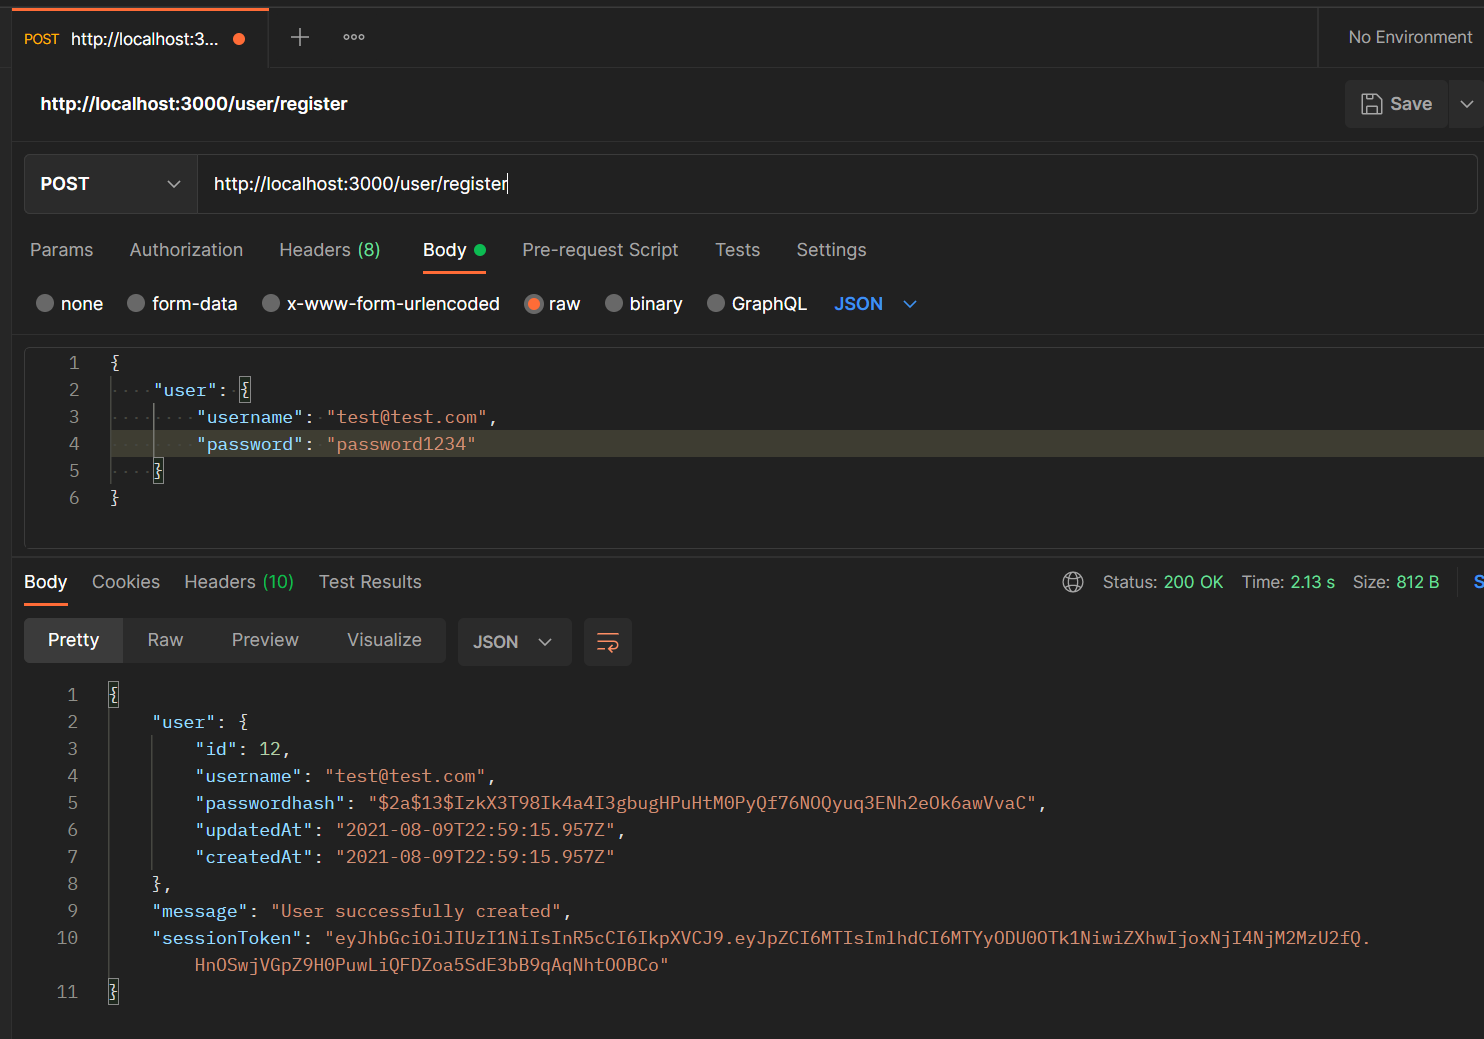 POST http://localhost:3... No Environment
http://localhost:3000/user/register Save
POST http://localhost:3000/user/register
Params Authorization Headers (8) Body Pre-request Script Tests Settings
none form-data x-www-form-urlencoded raw binary GraphQL JSON
1 {
2 "user": {
3 "username": "test@test.com",
4 "password": "password1234"
5 }
6 }
Body Cookies Headers (10) Test Results Status: 200 OK Time: 2.13 s Size: 812 B S
Pretty Raw Preview Visualize JSON
1 {
2 "user": {
3 "id": 12,
4 "username": "test@test.com",
5 "passwordhash": "$2a$13$IzkX3T98Ik4a4I3gbugHPuHtM0PyQf76NOQyuq3ENh2eOk6awVvaC",
6 "updatedAt": "2021-08-09T22:59:15.957Z",
7 "createdAt": "2021-08-09T22:59:15.957Z"
8 },
9 "message": "User successfully created",
10 "sessionToken": "eyJhbGciOiJIUzI1NiIsInR5cCI6IkpXVCJ9.eyJpZCI6MTIsImlhdCI6MTYyODU0OTk1NiwiZXhwIjoxNjI4NjM2MzU2fQ.
HnOSwjVGpZ9H0PuwLiQFDZoa5SdE3bB9qAqNhtOOBCo"
11 }